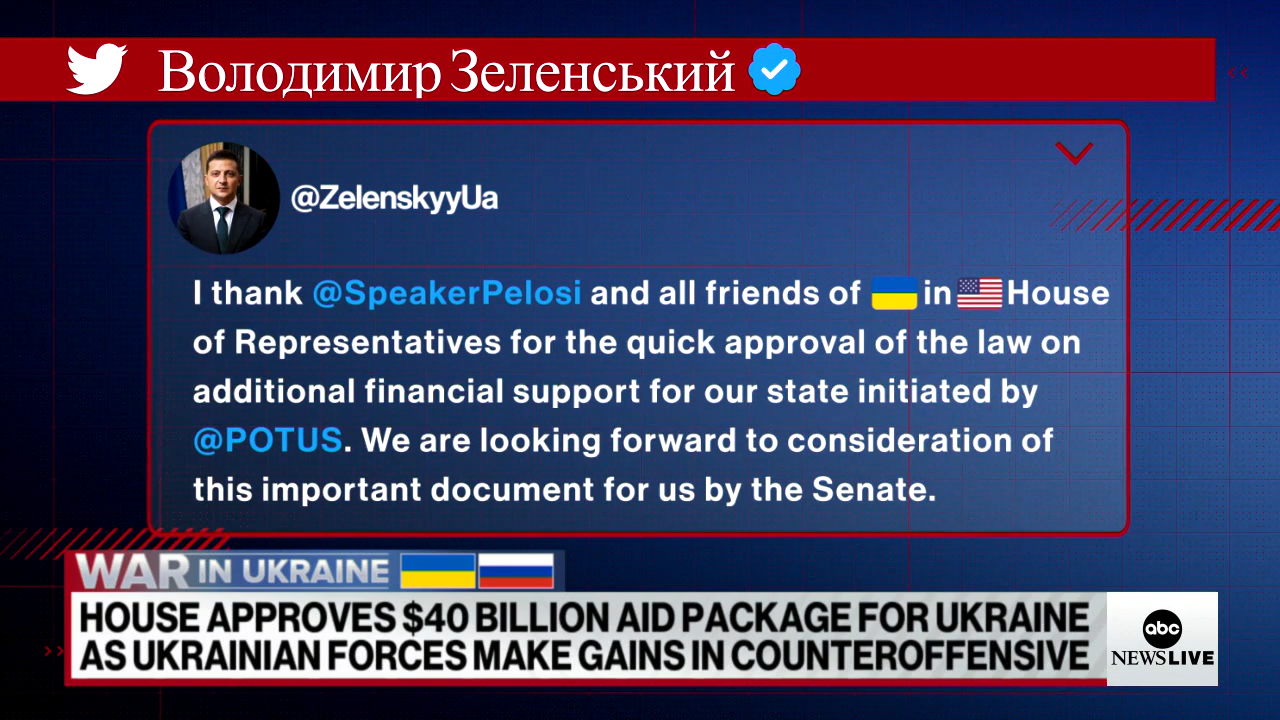 Володимир Зеленський
@ZelenskyyUa
I thank @SpeakerPelosi and all friends of 🇺🇦 in 🇺🇸 House
of Representatives for the quick approval of the law on
additional financial support for our state initiated by
@POTUS. We are looking forward to consideration of
this important document for us by the Senate.
WAR IN UKRAINE
HOUSE APPROVES $40 BILLION AID PACKAGE FOR UKRAINE
AS UKRAINIAN FORCES MAKE GAINS IN COUNTEROFFENSIVE
abc
NEWS LIVE